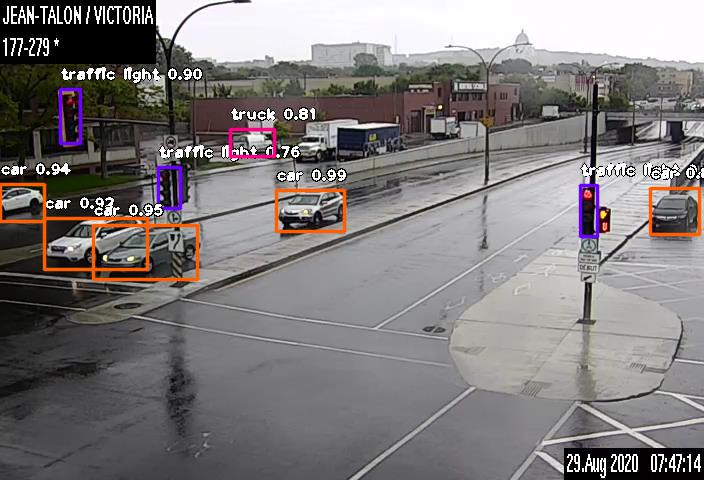 JEAN-TALON / VICTORIA
177-279 *
traffic light 0.90
truck 0.81
traffic light 0.76
car 0.94
car 0.99
car 0.92
car 0.95
DÉBUT
29.Aug 2020 07:47:14